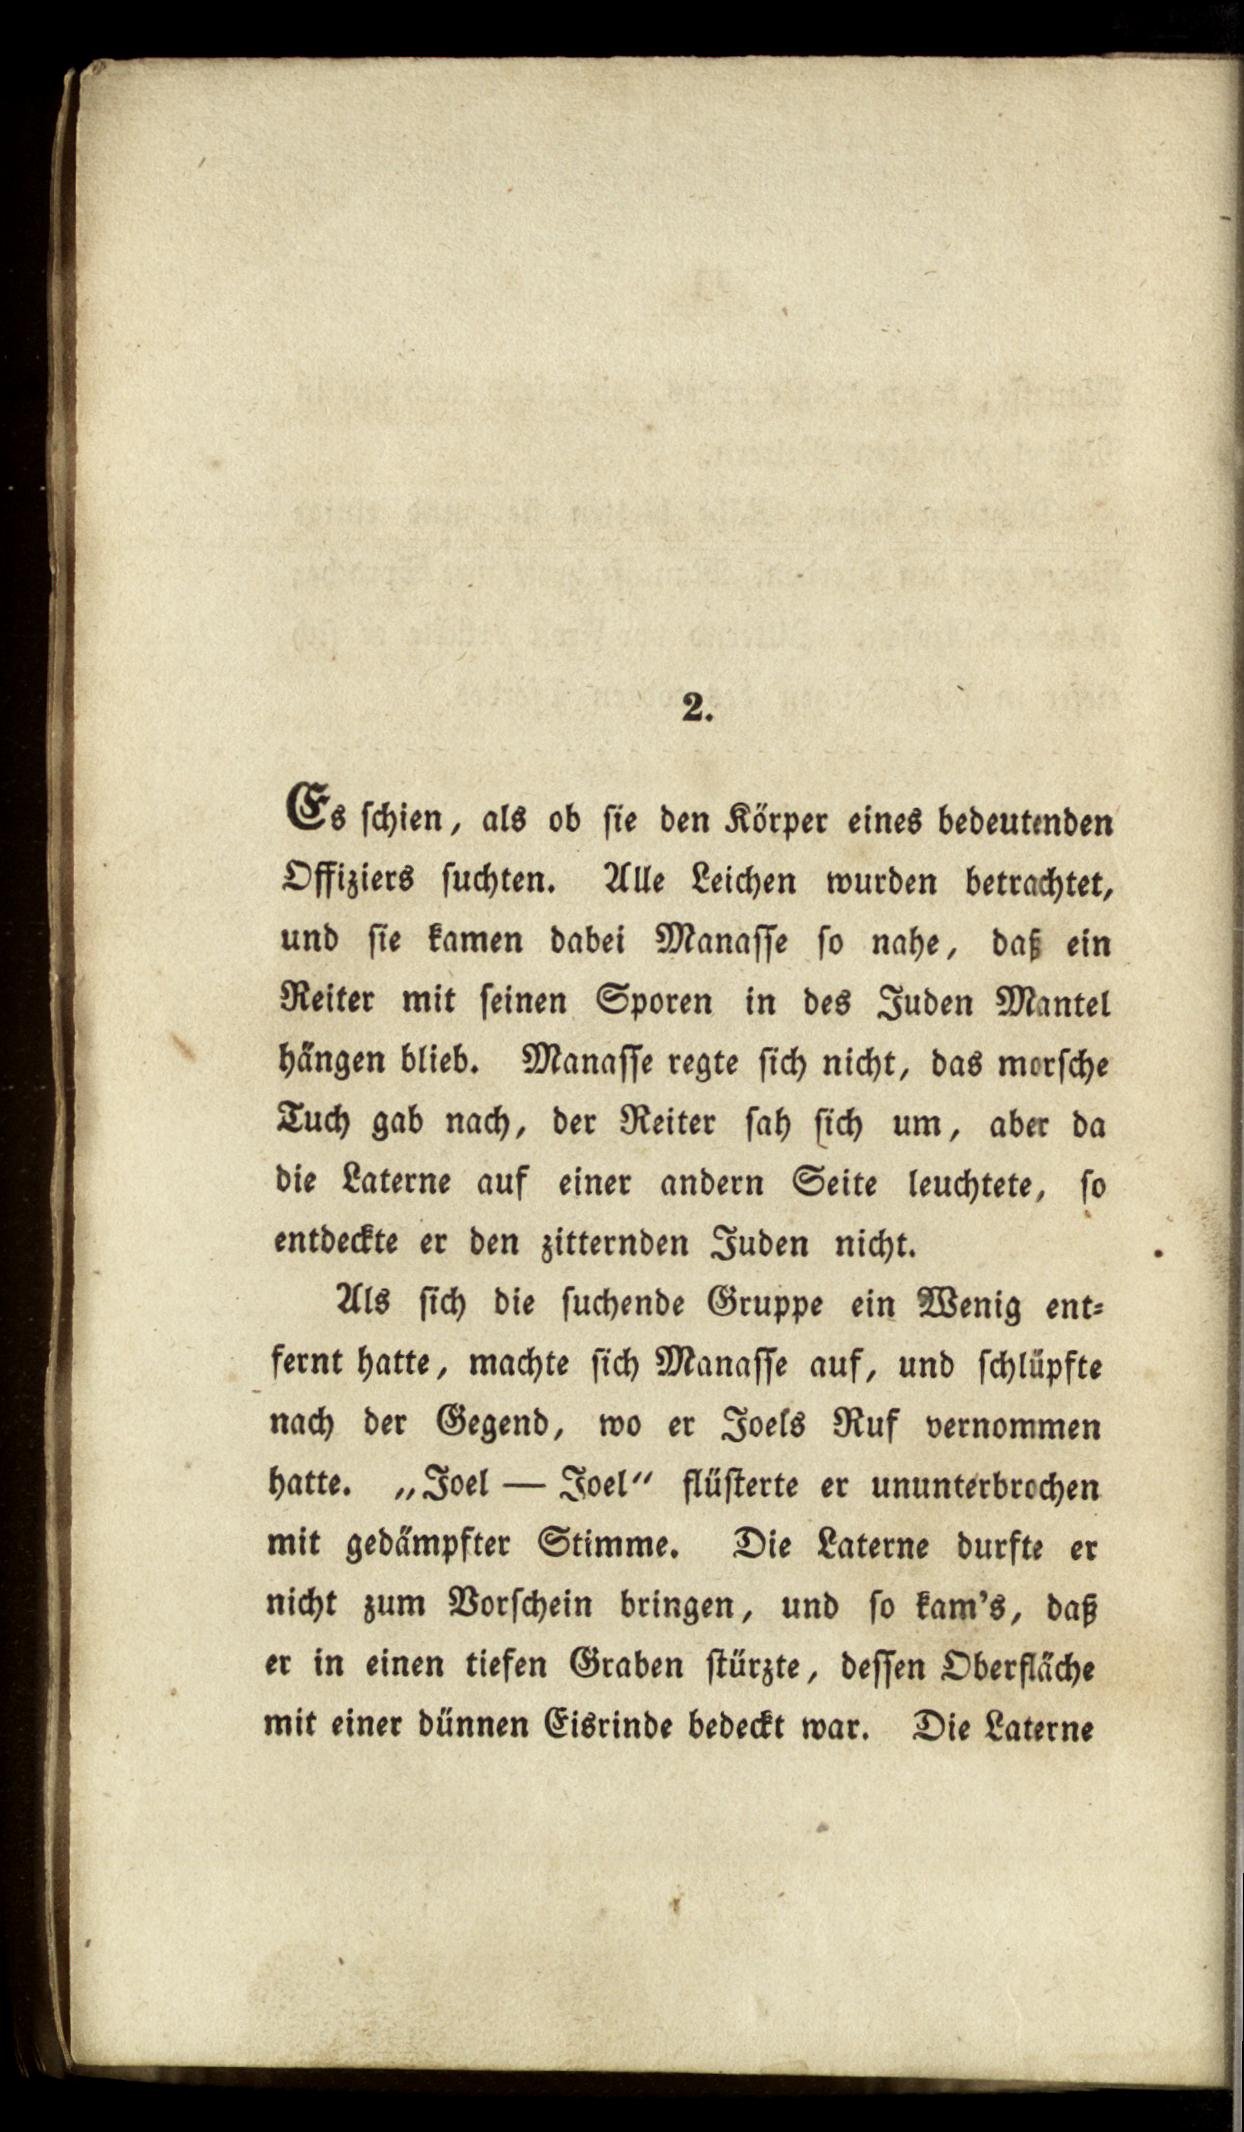 2.
Es schien, als ob sie den Körper eines bedeutenden
Offiziers suchten. Alle Leichen wurden betrachtet,
und sie kamen dabei Manasse so nahe, daß ein
Reiter mit seinen Sporen in des Juden Mantel
hängen blieb. Manasse regte sich nicht, das morsche
Tuch gab nach, der Reiter sah sich um, aber da
die Laterne auf einer andern Seite leuchtete, so
entdeckte er den zitternden Juden nicht.
Als sich die suchende Gruppe ein Wenig ent-
fernt hatte, machte sich Manasse auf, und schlüpfte
nach der Gegend, wo er Joels Ruf vernommen
hatte. „Joel — Joel“ flüsterte er ununterbrochen
mit gedämpfter Stimme. Die Laterne durfte er
nicht zum Vorschein bringen, und so kam's, daß
er in einen tiefen Graben stürzte, dessen Oberfläche
mit einer dünnen Eisrinde bedeckt war. Die Laterne